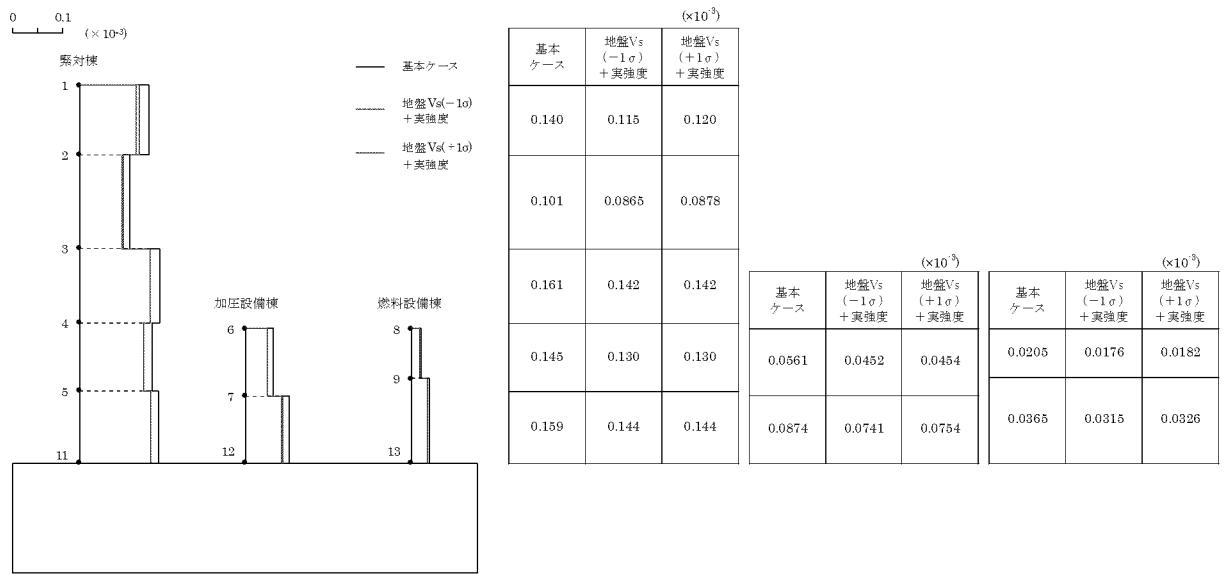 0 0.1
(×10⁻³)
緊対棟
1
2
3
4
5
11
加圧設備棟
6
7
12
燃料設備棟
8
9
13
基本ケース
地盤Vs(-1σ)
+実強度
地盤Vs(+1σ)
+実強度
(×10⁻³)
基本
ケース
地盤Vs
(-1σ)
+実強度
地盤Vs
(+1σ)
+実強度
0.140 0.115 0.120
0.101 0.0865 0.0878
0.161 0.142 0.142
0.145 0.130 0.130
0.159 0.144 0.144
(×10⁻³)
基本
ケース
地盤Vs
(-1σ)
+実強度
地盤Vs
(+1σ)
+実強度
0.0561 0.0452 0.0454
0.0874 0.0741 0.0754
(×10⁻³)
基本
ケース
地盤Vs
(-1σ)
+実強度
地盤Vs
(+1σ)
+実強度
0.0205 0.0176 0.0182
0.0365 0.0315 0.0326